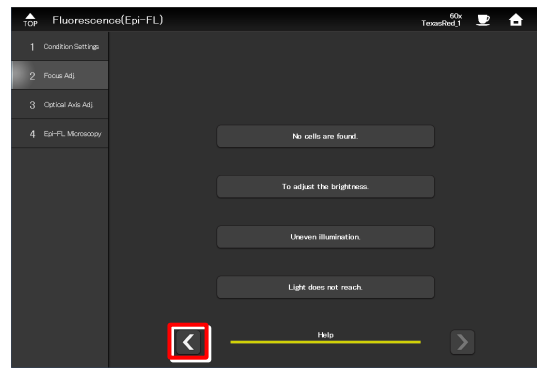 TOP
Fluorescence(Epi-FL)
60x
TexasRed_1
1 Condition Settings
2 Focus Adj.
3 Optical Axis Adj.
4 Epi-FL Microscopy
No cells are found.
To adjust the brightness.
Uneven illumination.
Light does not reach.
Help